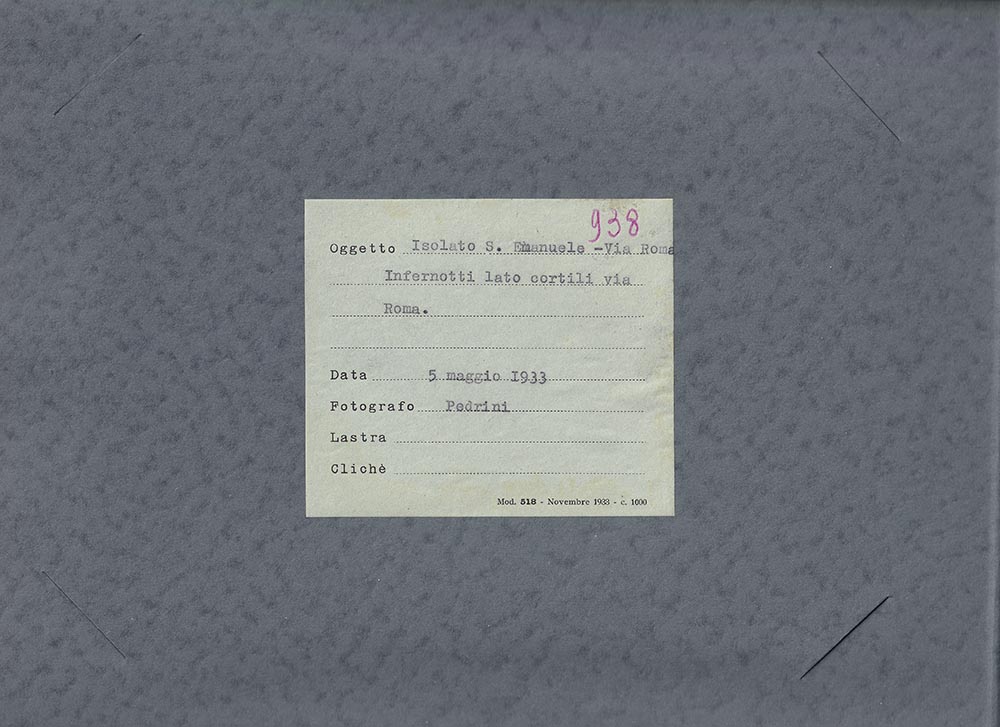 938
Oggetto Isolato S. Emanuele -Via Roma
Infernotti lato cortili via
Roma.
Data 5 maggio I933
Fotografo Pedrini
Lastra
Clichè
Mod. 518 - Novembre 1933 - c. 1000